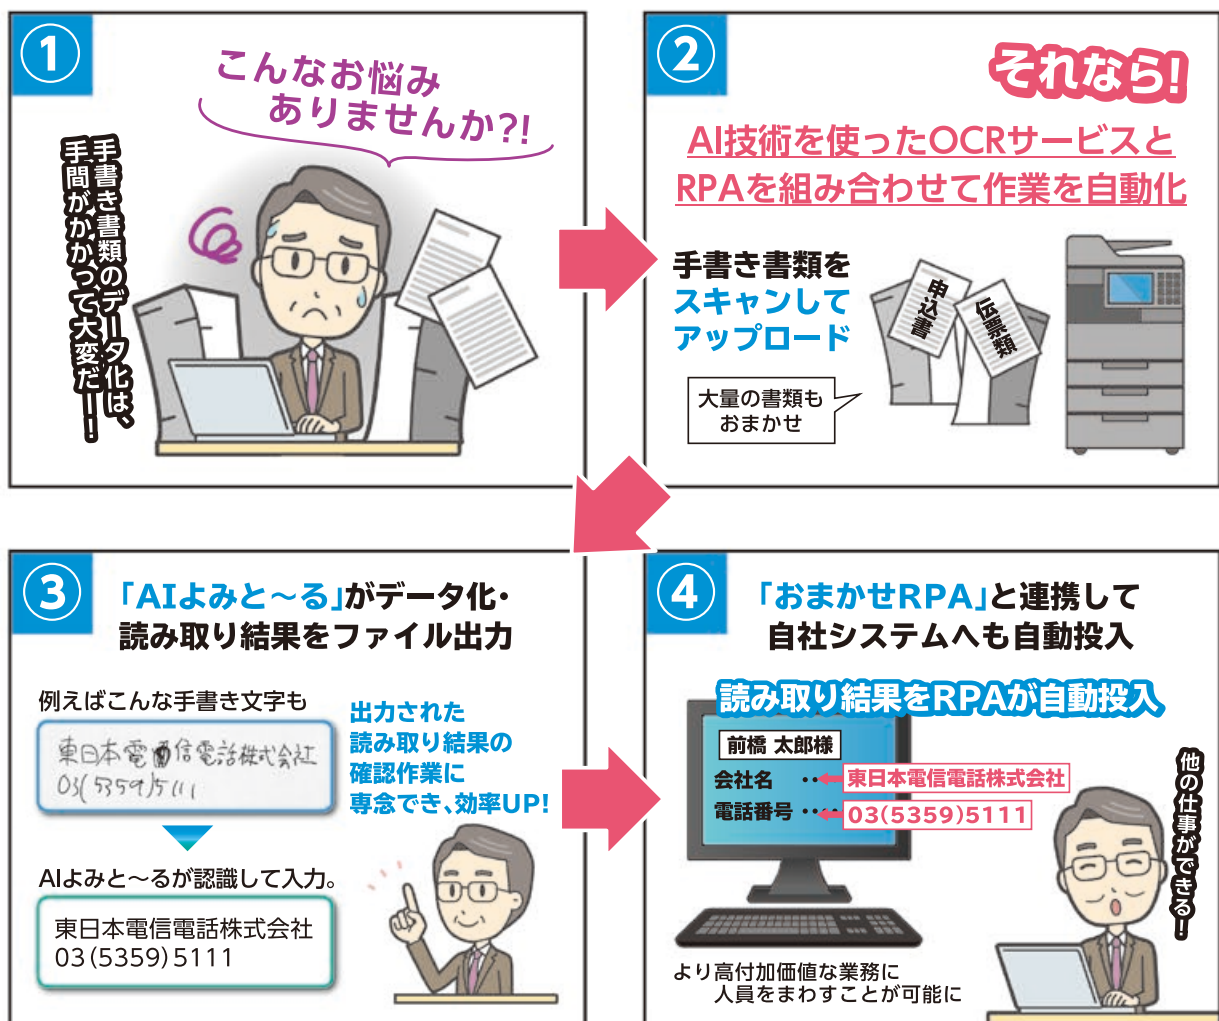 1
こんなお悩み
ありませんか?!
手書き書類のデータ化は、
手間がかかって大変だーー!
2
それなら!
AI技術を使ったOCRサービスと
RPAを組み合わせて作業を自動化
手書き書類を
スキャンして
アップロード
申込書
伝票類
大量の書類も
おまかせ
3
「AIよみと～る」がデータ化・
読み取り結果をファイル出力
例えばこんな手書き文字も
東日本電信電話株式会社
03(5359)5111
出力された
読み取り結果の
確認作業に
専念でき、効率UP!
AIよみと～るが認識して入力。
東日本電信電話株式会社
03(5359)5111
4
「おまかせRPA」と連携して
自社システムへも自動投入
読み取り結果をRPAが自動投入
前橋 太郎様
会社名 ‥ 東日本電信電話株式会社
電話番号 ‥‥ 03(5359)5111
他の仕事ができる!
より高付加価値な業務に
人員をまわすことが可能に